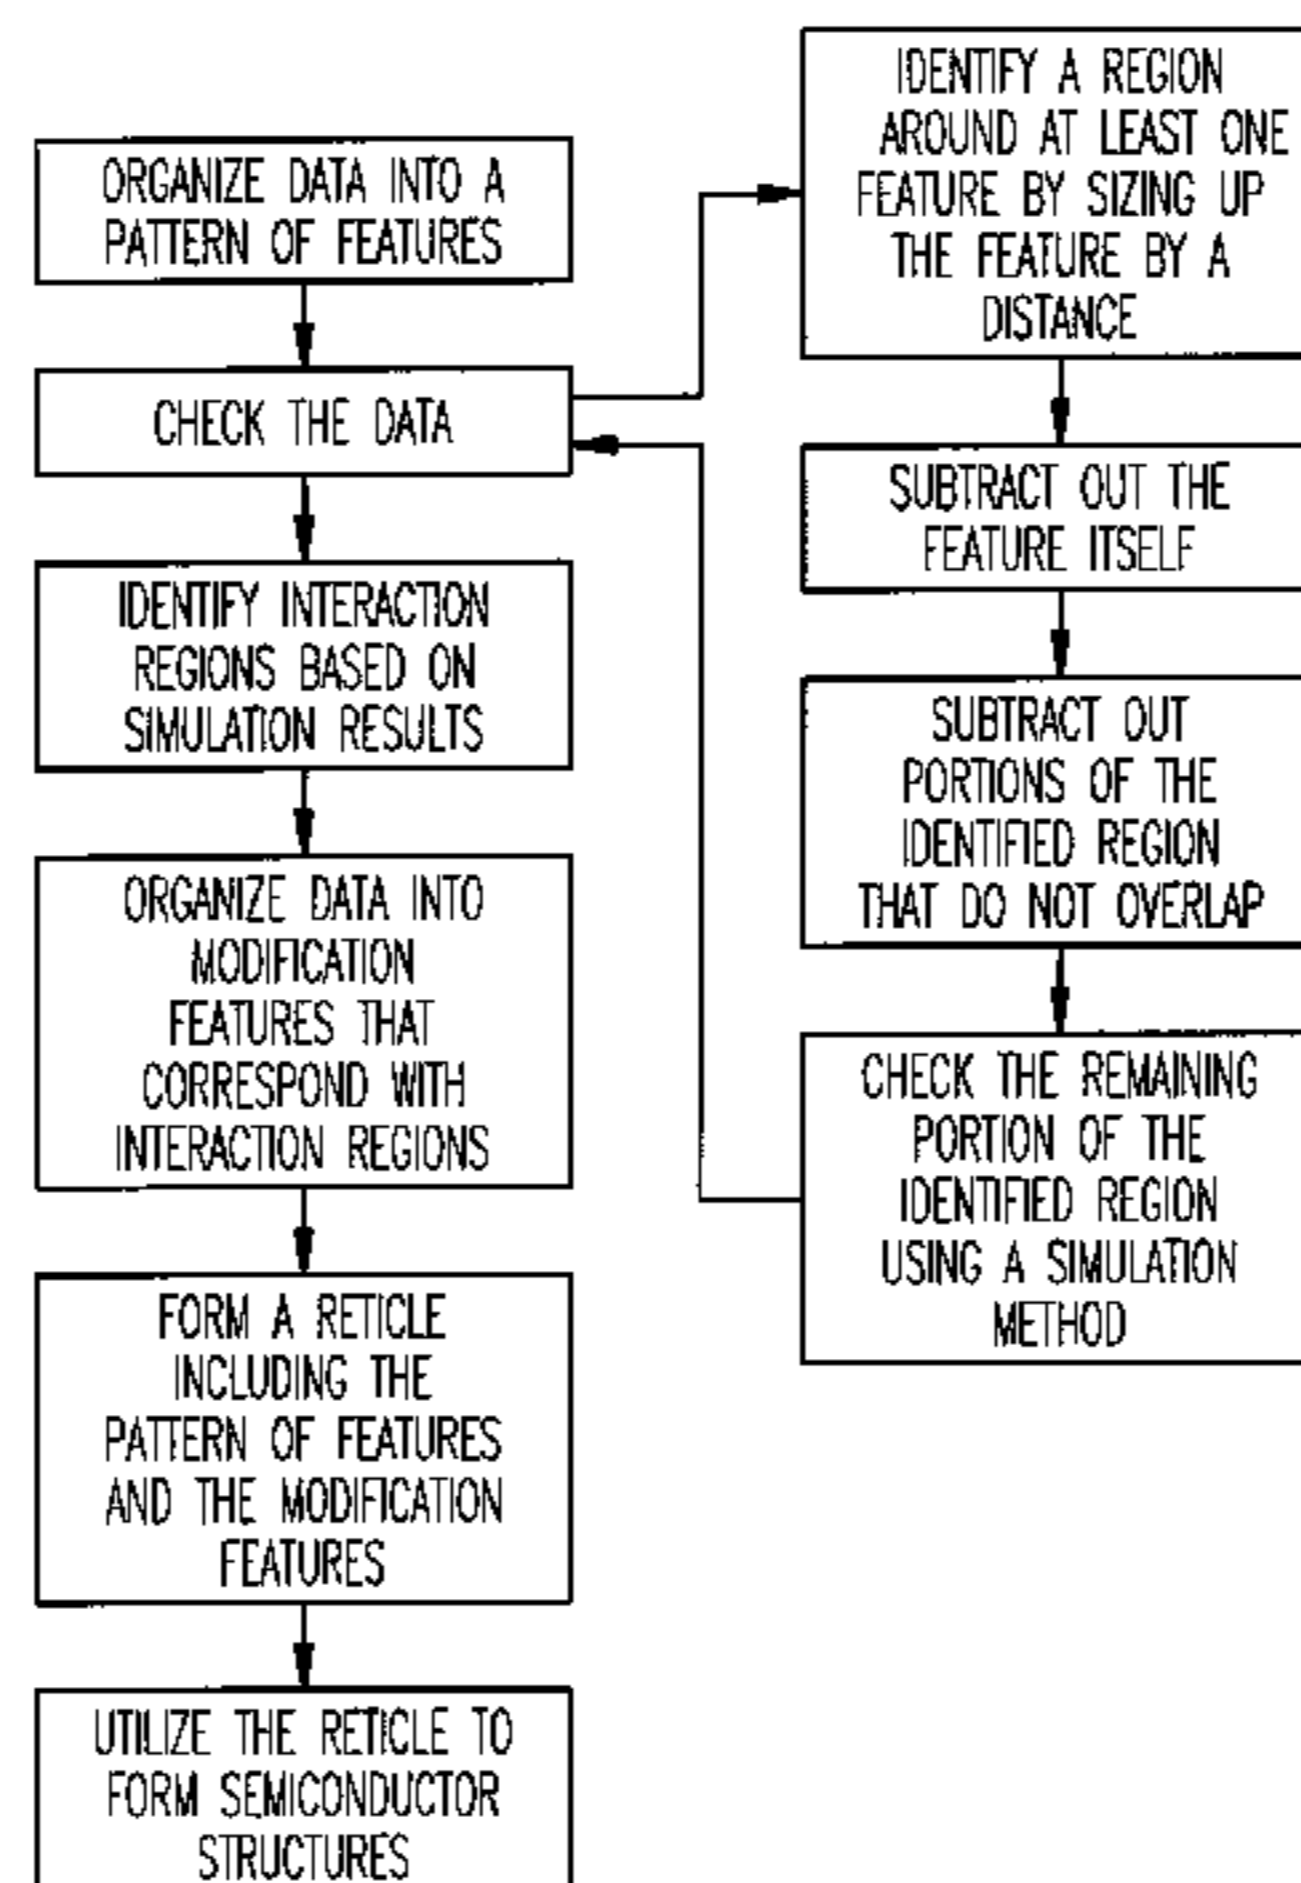 ORGANIZE DATA INTO A
PATTERN OF FEATURES
CHECK THE DATA
IDENTIFY INTERACTION
REGIONS BASED ON
SIMULATION RESULTS
ORGANIZE DATA INTO
MODIFICATION
FEATURES THAT
CORRESPOND WITH
INTERACTION REGIONS
FORM A RETICLE
INCLUDING THE
PATTERN OF FEATURES
AND THE MODIFICATION
FEATURES
UTILIZE THE RETICLE TO
FORM SEMICONDUCTOR
STRUCTURES
IDENTIFY A REGION
AROUND AT LEAST ONE
FEATURE BY SIZING UP
THE FEATURE BY A
DISTANCE
SUBTRACT OUT THE
FEATURE ITSELF
SUBTRACT OUT
PORTIONS OF THE
IDENTIFIED REGION
THAT DO NOT OVERLAP
CHECK THE REMAINING
PORTION OF THE
IDENTIFIED REGION
USING A SIMULATION
METHOD